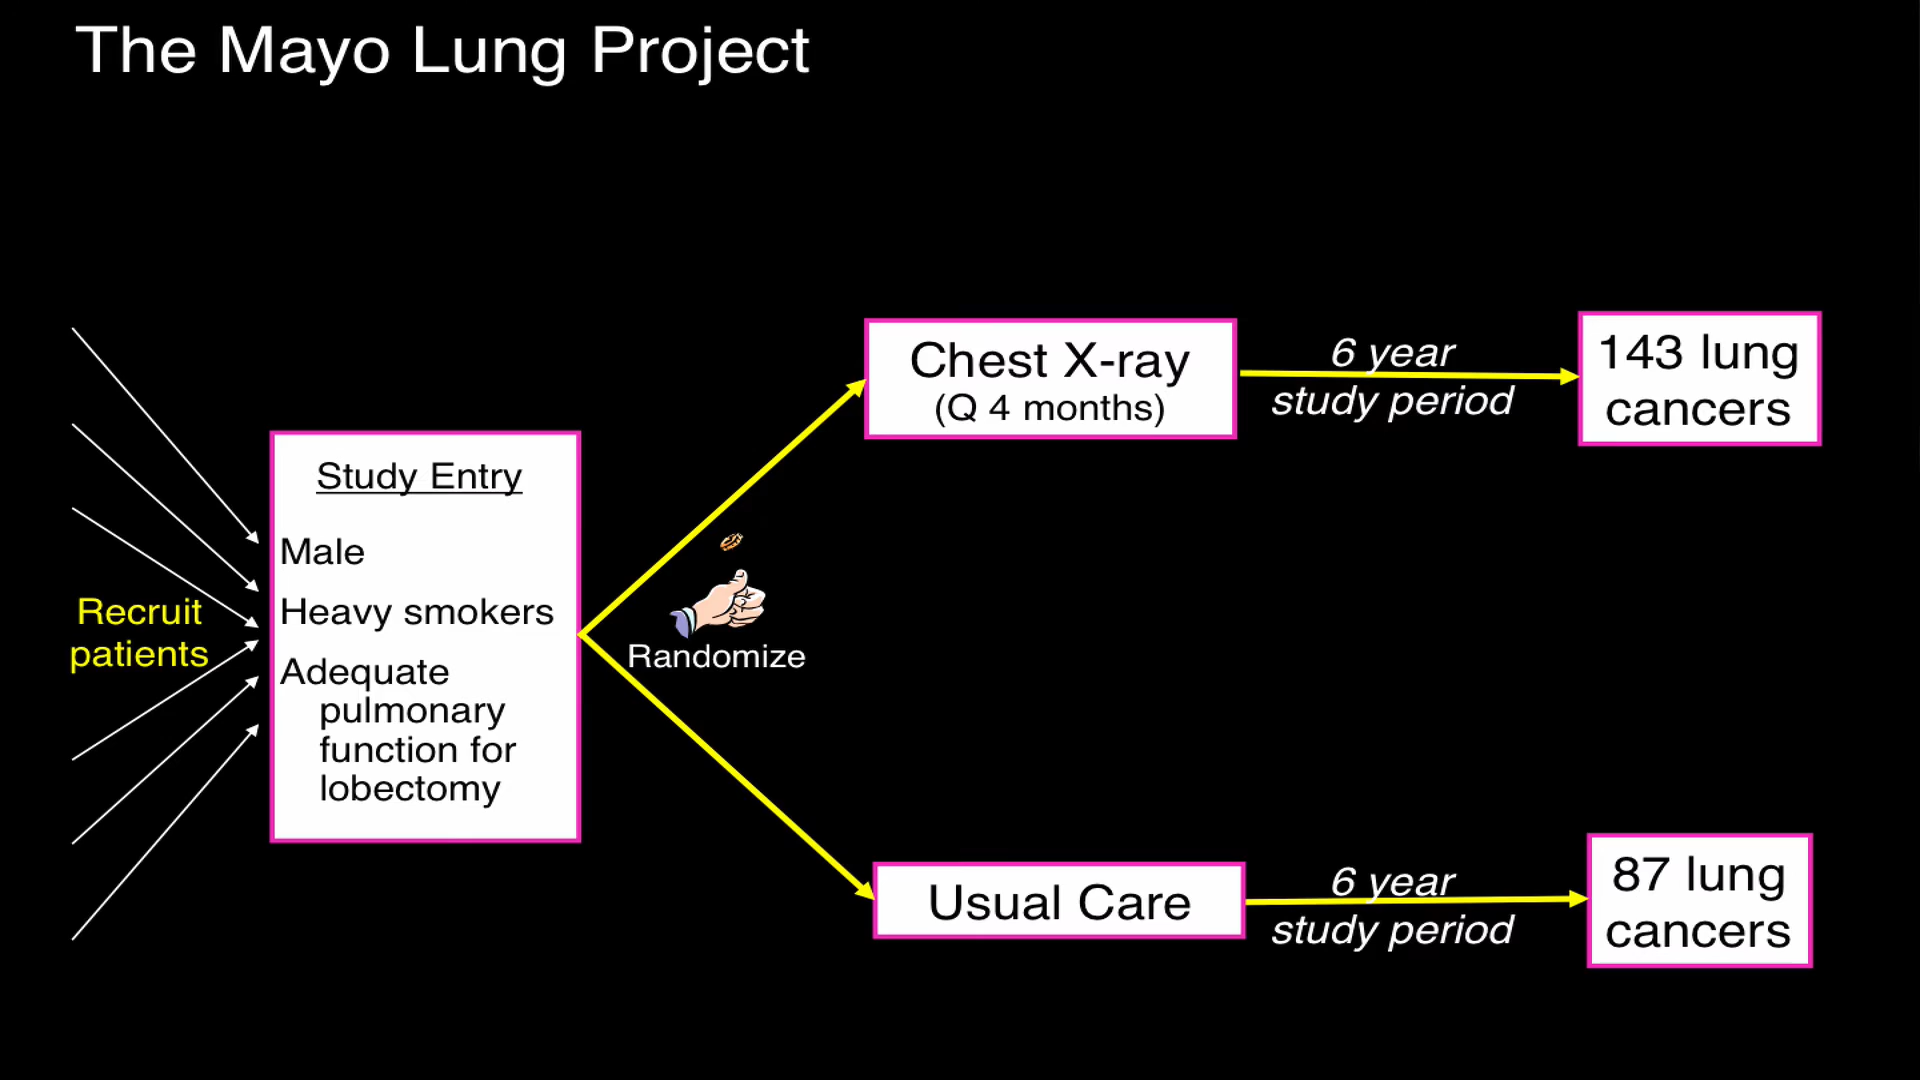 The Mayo Lung Project
Recruit
patients
Study Entry
Male
Heavy smokers
Adequate
pulmonary
function for
lobectomy
Randomize
Chest X-ray
(Q 4 months)
6 year
study period
143 lung
cancers
Usual Care
6 year
study period
87 lung
cancers